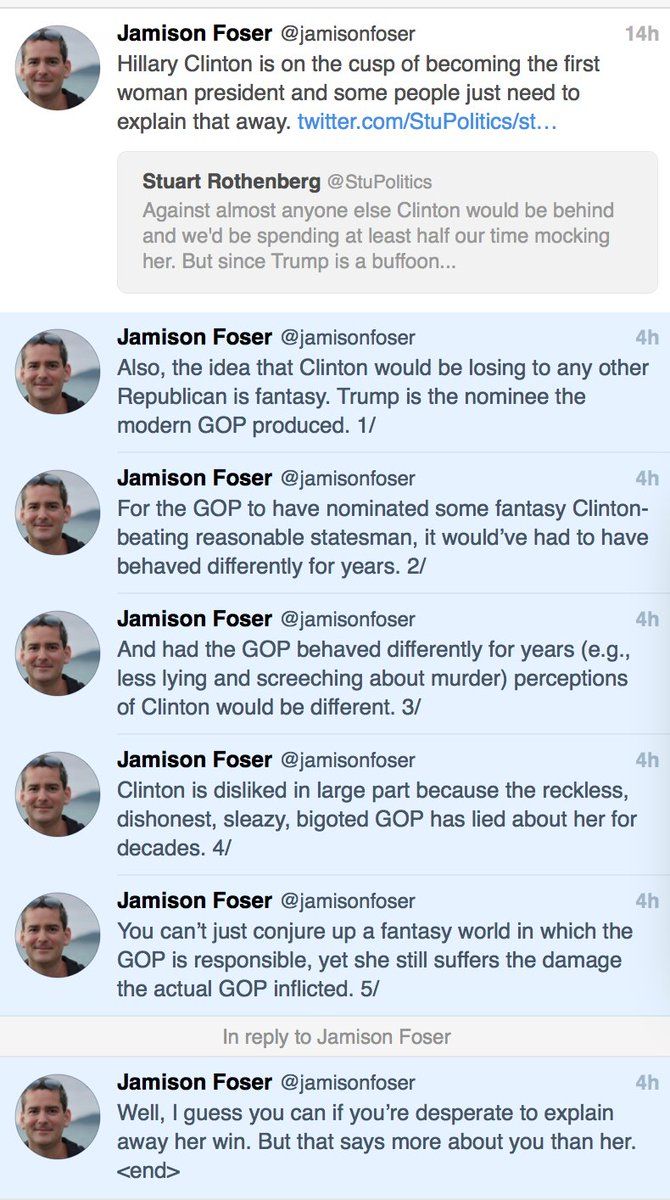 Jamison Foser @jamisonfoser 14h
Hillary Clinton is on the cusp of becoming the first
woman president and some people just need to
explain that away. twitter.com/StuPolitics/st…
Stuart Rothenberg @StuPolitics
Against almost anyone else Clinton would be behind
and we'd be spending at least half our time mocking
her. But since Trump is a buffoon...
Jamison Foser @jamisonfoser 4h
Also, the idea that Clinton would be losing to any other
Republican is fantasy. Trump is the nominee the
modern GOP produced. 1/
Jamison Foser @jamisonfoser 4h
For the GOP to have nominated some fantasy Clinton-
beating reasonable statesman, it would’ve had to have
behaved differently for years. 2/
Jamison Foser @jamisonfoser 4h
And had the GOP behaved differently for years (e.g.,
less lying and screeching about murder) perceptions
of Clinton would be different. 3/
Jamison Foser @jamisonfoser 4h
Clinton is disliked in large part because the reckless,
dishonest, sleazy, bigoted GOP has lied about her for
decades. 4/
Jamison Foser @jamisonfoser 4h
You can’t just conjure up a fantasy world in which the
GOP is responsible, yet she still suffers the damage
the actual GOP inflicted. 5/
In reply to Jamison Foser
Jamison Foser @jamisonfoser 4h
Well, I guess you can if you’re desperate to explain
away her win. But that says more about you than her.
<end>